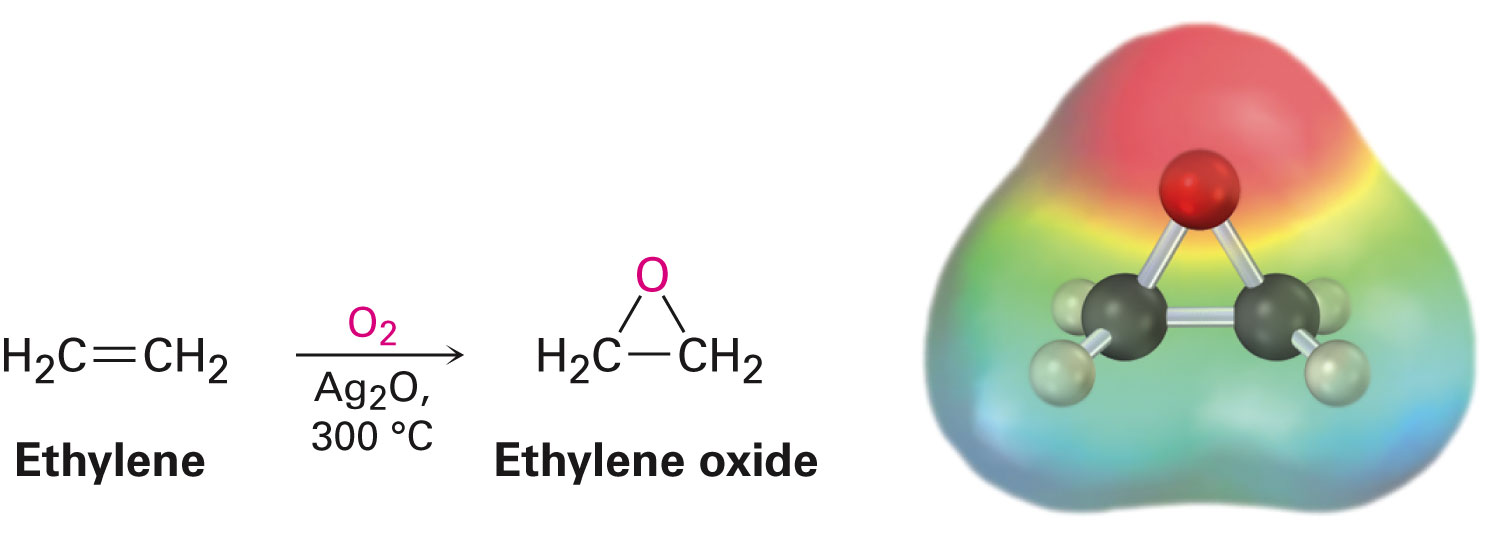 O
O₂
H₂C=CH₂
H₂C—CH₂
Ag₂O,
300 °C
Ethylene
Ethylene oxide